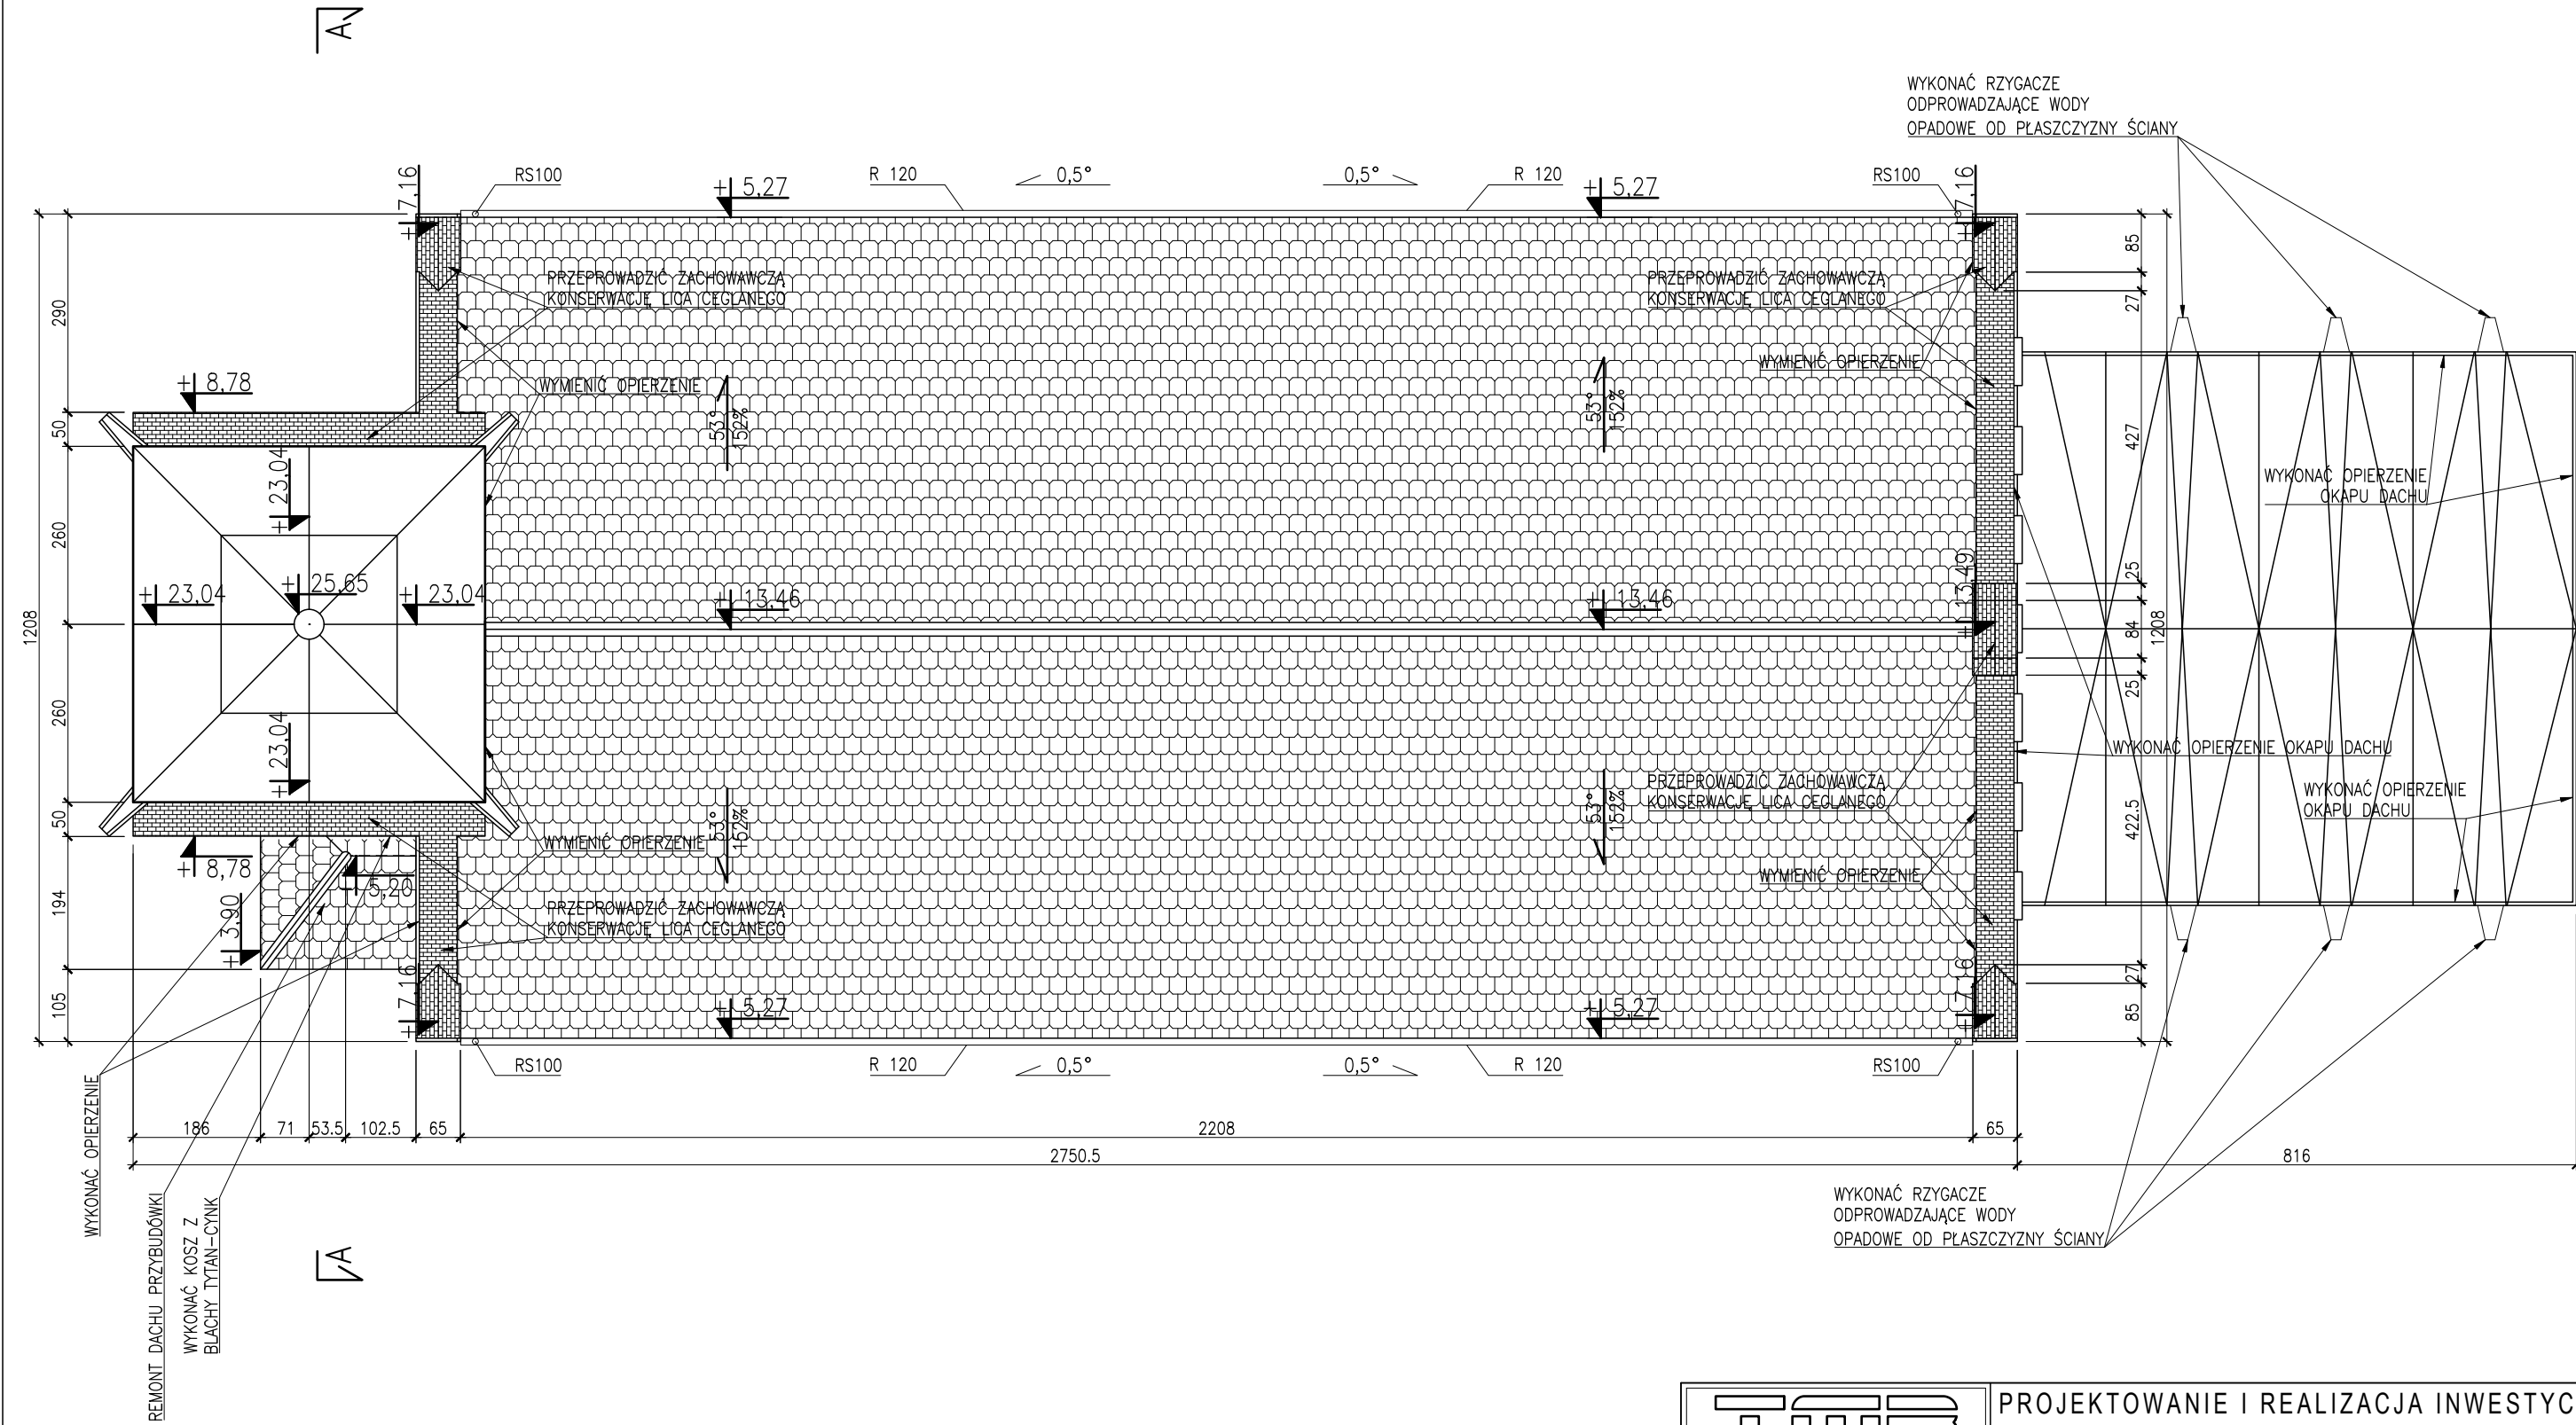 A
WYKONAĆ RZYGACZE
ODPROWADZAJĄCE WODY
OPADOWE OD PŁASZCZYZNY ŚCIANY
+7,16
RS100
+5,27
R 120
0,5°
0,5°
R 120
+5,27
RS100
+7,16
PRZEPROWADZIĆ ZACHOWAWCZĄ
KONSERWACJĘ LICA CEGLANEGO
PRZEPROWADZIĆ ZACHOWAWCZĄ
KONSERWACJĘ LICA CEGLANEGO
85
27
290
+8,78
WYMIENIĆ OPIERZENIE
WYMIENIĆ OPIERZENIE
53°
152%
53°
152%
50
427
+23,04
WYKONAĆ OPIERZENIE
OKAPU DACHU
260
25
+23,04
+25,65
+23,04
+13,46
+13,46
+13,49
1208
84
1208
25
260
+23,04
WYKONAĆ OPIERZENIE OKAPU DACHU
PRZEPROWADZIĆ ZACHOWAWCZĄ
KONSERWACJĘ LICA CEGLANEGO
WYKONAĆ OPIERZENIE
OKAPU DACHU
50
53°
152%
53°
152%
422.5
WYMIENIĆ OPIERZENIE
+8,78
5,20
WYMIENIĆ OPIERZENIE
194
+3,90
PRZEPROWADZIĆ ZACHOWAWCZĄ
KONSERWACJĘ LICA CEGLANEGO
27
105
+7,16
+5,27
+5,27
+7,16
85
RS100
R 120
0,5°
0,5°
R 120
RS100
186
71
53.5
102.5
65
2208
65
2750.5
816
WYKONAĆ OPIERZENIE
REMONT DACHU PRZYBUDÓWKI
WYKONAĆ KOSZ Z
BLACHY TYTAN-CYNK
A
WYKONAĆ RZYGACZE
ODPROWADZAJĄCE WODY
OPADOWE OD PŁASZCZYZNY ŚCIANY
PROJEKTOWANIE I REALIZACJA INWESTYC